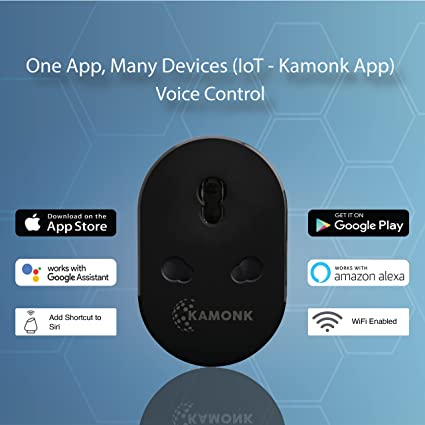 One App, Many Devices (IoT - Kamonk App)
Voice Control
Download on the
App Store
GET IT ON
Google Play
works with
Google Assistant
WORKS WITH
amazon alexa
Add Shortcut to
Siri
WiFi Enabled
KAMONK
KAMONK